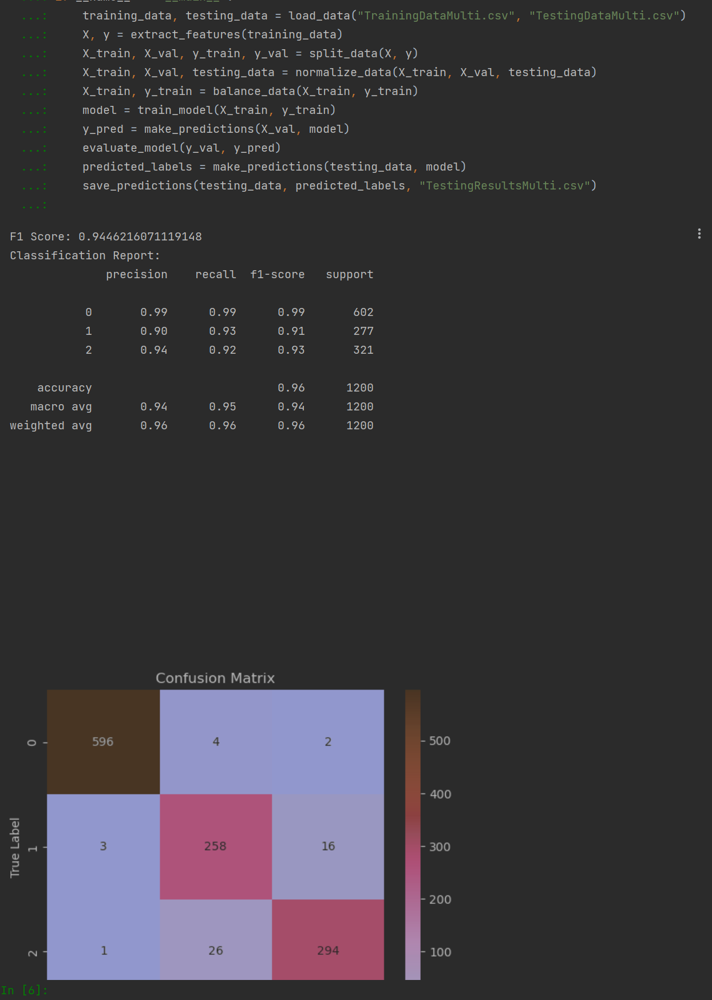 ...:     training_data, testing_data = load_data("TrainingDataMulti.csv", "TestingDataMulti.csv")
...:     X, y = extract_features(training_data)
...:     X_train, X_val, y_train, y_val = split_data(X, y)
...:     X_train, X_val, testing_data = normalize_data(X_train, X_val, testing_data)
...:     X_train, y_train = balance_data(X_train, y_train)
...:     model = train_model(X_train, y_train)
...:     y_pred = make_predictions(X_val, model)
...:     evaluate_model(y_val, y_pred)
...:     predicted_labels = make_predictions(testing_data, model)
...:     save_predictions(testing_data, predicted_labels, "TestingResultsMulti.csv")
...:
F1 Score: 0.9446216071119148
Classification Report:
              precision    recall  f1-score   support
           0       0.99      0.99      0.99       602
           1       0.90      0.93      0.91       277
           2       0.94      0.92      0.93       321
    accuracy                           0.96      1200
   macro avg       0.94      0.95      0.94      1200
weighted avg       0.96      0.96      0.96      1200
Confusion Matrix
0 596 4 2
1 3 258 16
2 1 26 294
True Label
500
400
300
200
100
In [6]: